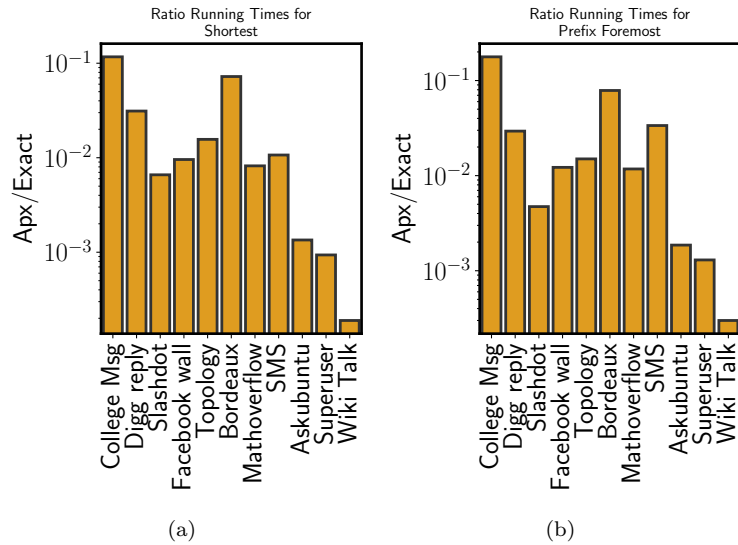 Ratio Running Times for
Shortest
Apx/Exact
10⁻¹
10⁻²
10⁻³
College Msg
Digg reply
Slashdot
Facebook wall
Topology
Bordeaux
Mathoverflow
SMS
Askubuntu
Superuser
Wiki Talk
(a)
Ratio Running Times for
Prefix Foremost
Apx/Exact
10⁻¹
10⁻²
10⁻³
College Msg
Digg reply
Slashdot
Facebook wall
Topology
Bordeaux
Mathoverflow
SMS
Askubuntu
Superuser
Wiki Talk
(b)